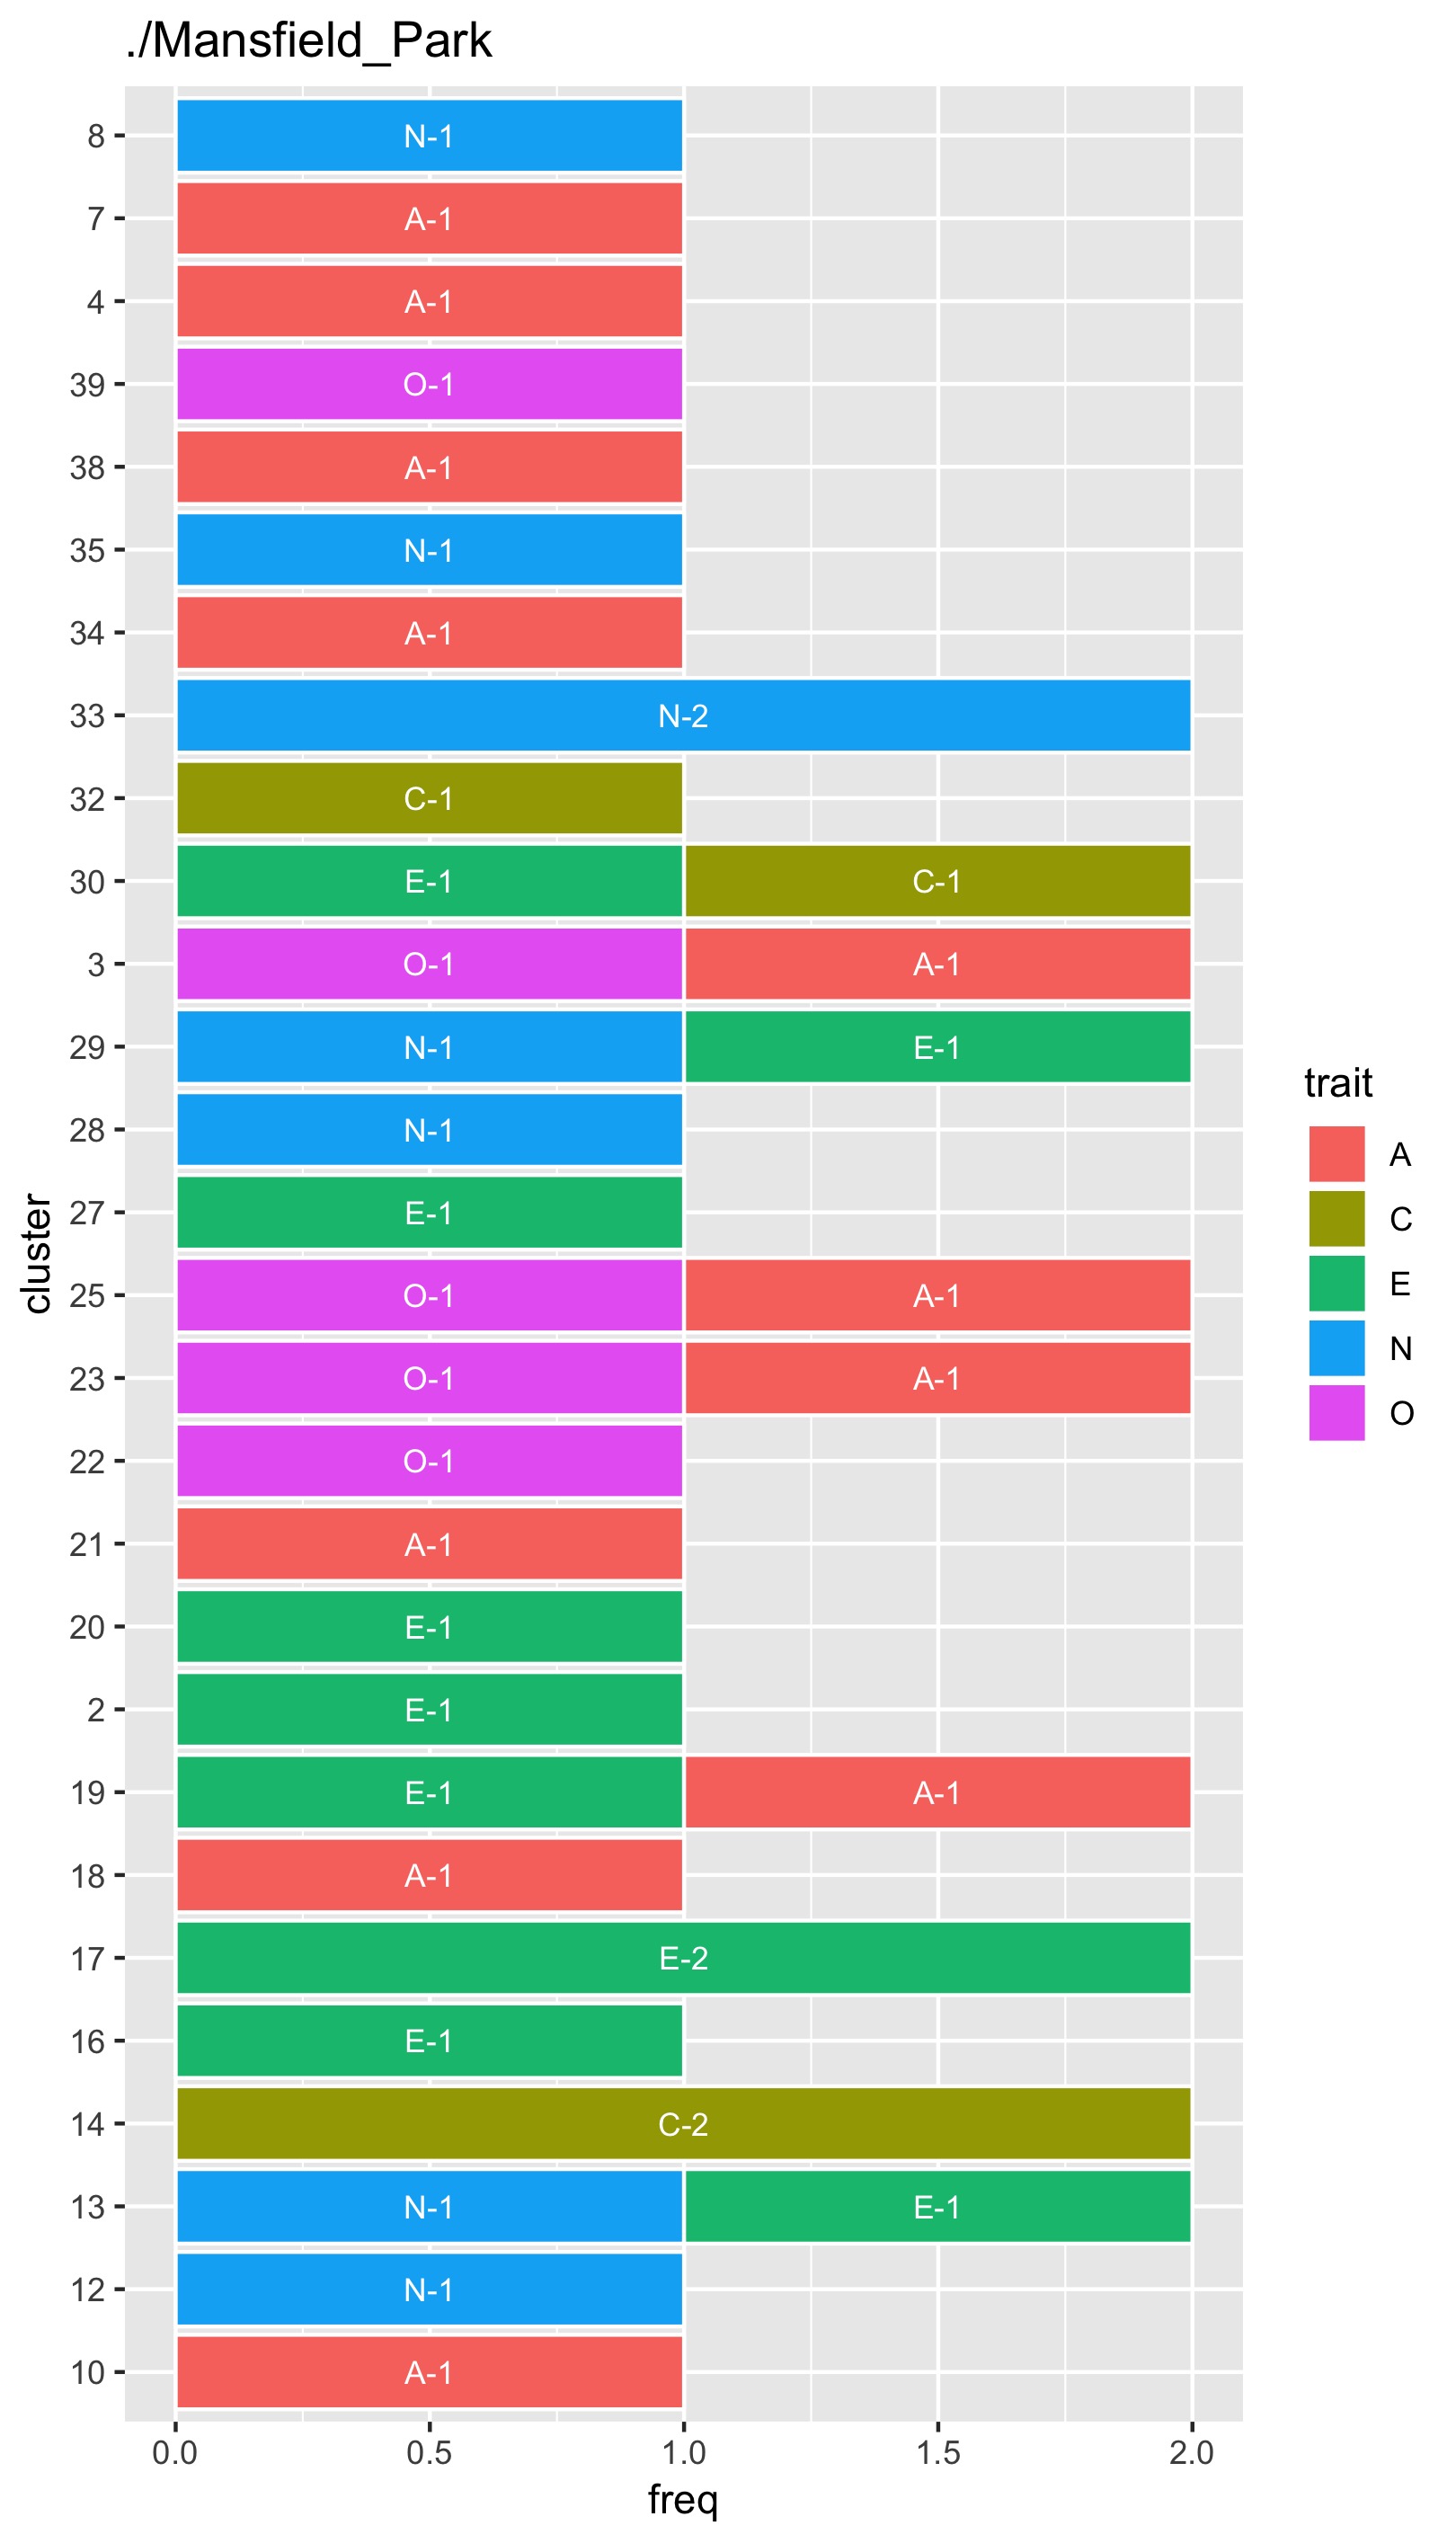 ./Mansfield_Park
8 N-1
7 A-1
4 A-1
39 O-1
38 A-1
35 N-1
34 A-1
33 N-2
32 C-1
30 E-1 C-1
3 O-1 A-1
29 N-1 E-1
28 N-1
27 E-1
25 O-1 A-1
23 O-1 A-1
22 O-1
21 A-1
20 E-1
2 E-1
19 E-1 A-1
18 A-1
17 E-2
16 E-1
14 C-2
13 N-1 E-1
12 N-1
10 A-1
0.0 0.5 1.0 1.5 2.0
freq
cluster
trait
A
C
E
N
O